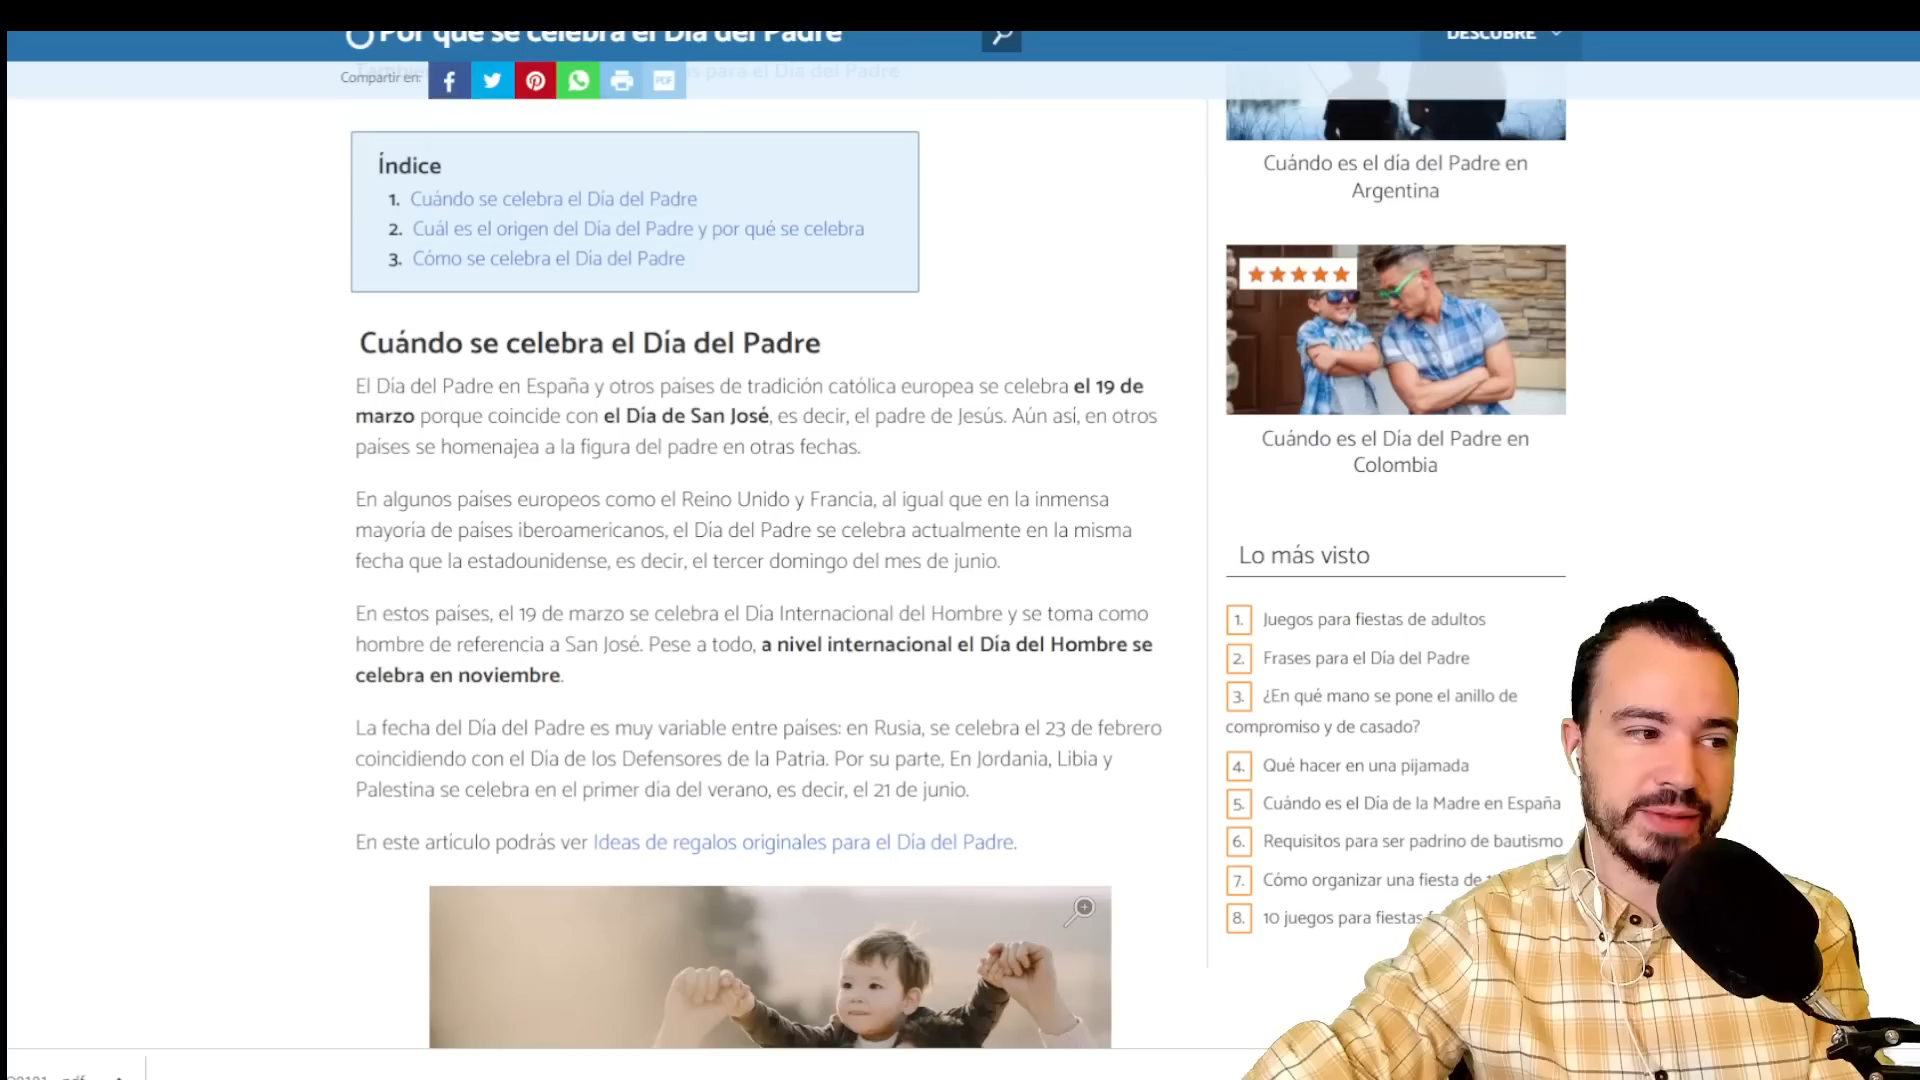 Por qué se celebra el Día del Padre
DESCUBRE
Compartir en:
s para el Día del Padre
PDF
Índice
1. Cuándo se celebra el Día del Padre
2. Cuál es el origen del Día del Padre y por qué se celebra
3. Cómo se celebra el Día del Padre
Cuándo se celebra el Día del Padre
El Día del Padre en España y otros países de tradición católica europea se celebra el 19 de
marzo porque coincide con el Día de San José, es decir, el padre de Jesús. Aún así, en otros
países se homenajea a la figura del padre en otras fechas.
En algunos países europeos como el Reino Unido y Francia, al igual que en la inmensa
mayoría de países iberoamericanos, el Día del Padre se celebra actualmente en la misma
fecha que la estadounidense, es decir, el tercer domingo del mes de junio.
En estos países, el 19 de marzo se celebra el Día Internacional del Hombre y se toma como
hombre de referencia a San José. Pese a todo, a nivel internacional el Día del Hombre se
celebra en noviembre.
La fecha del Día del Padre es muy variable entre países: en Rusia, se celebra el 23 de febrero
coincidiendo con el Dia de los Defensores de la Patria. Por su parte, En Jordania, Libia y
Palestina se celebra en el primer día del verano, es decir, el 21 de junio.
En este artículo podrás ver Ideas de regalos originales para el Día del Padre.
Cuándo es el día del Padre en
Argentina
Cuándo es el Día del Padre en
Colombia
Lo más visto
1. Juegos para fiestas de adultos
2. Frases para el Día del Padre
3. ¿En qué mano se pone el anillo de
compromiso y de casado?
4. Qué hacer en una pijamada
5. Cuándo es el Día de la Madre en España
6. Requisitos para ser padrino de bautismo
7. Cómo organizar una fiesta de
8. 10 juegos para fiestas